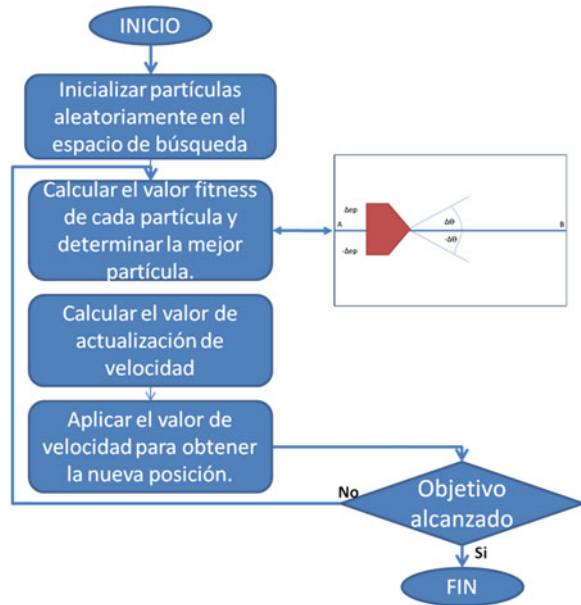 INICIO
Inicializar partículas
aleatoriamente en el
espacio de búsqueda
Calcular el valor fitness
de cada partícula y
determinar la mejor
partícula.
Δep
A
-Δep
Δθ
-Δθ
B
Calcular el valor de
actualización de
velocidad
Aplicar el valor de
velocidad para obtener
la nueva posición.
No
Objetivo
alcanzado
Si
FIN